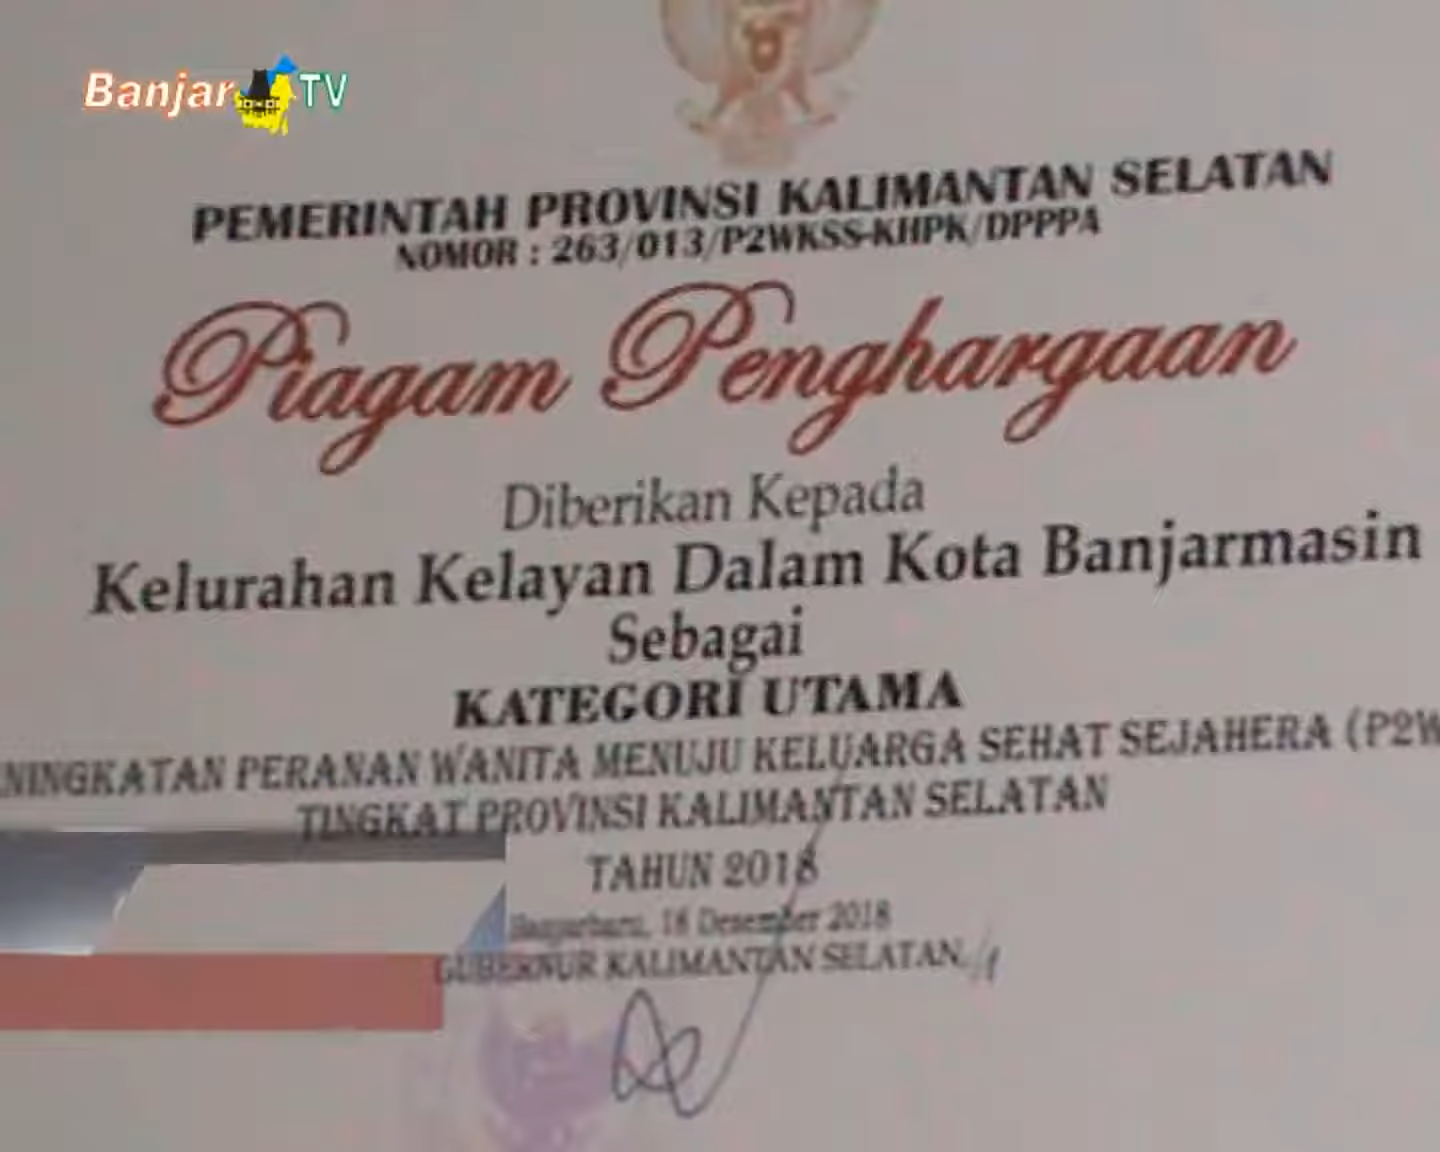 Banjar TV
PEMERINTAH PROVINSI KALIMANTAN SELATAN
NOMOR : 263/013/P2WKSS-KHPK/DPPPA
Piagam Penghargaan
Diberikan Kepada
Kelurahan Kelayan Dalam Kota Banjarmasin
Sebagai
KATEGORI UTAMA
NINGKATAN PERANAN WANITA MENUJU KELUARGA SEHAT SEJAHERA (P2W
TINGKAT PROVINSI KALIMANTAN SELATAN
TAHUN 2018
Banjarbaru, 18 Desember 2018
GUBERNUR KALIMANTAN SELATAN